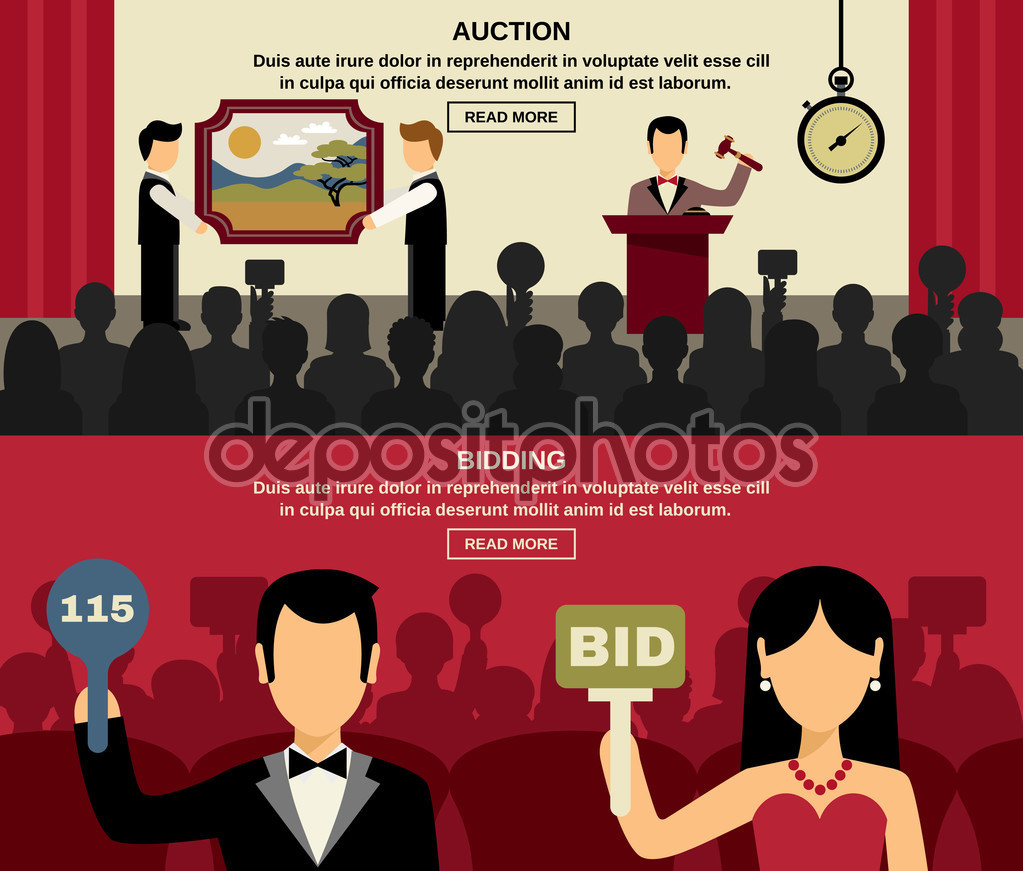 AUCTION
Duis aute irure dolor in reprehenderit in voluptate velit esse cill
in culpa qui officia deserunt mollit anim id est laborum.
READ MORE
depositphotos
BIDDING
Duis aute irure dolor in reprehenderit in voluptate velit esse cill
in culpa qui officia deserunt mollit anim id est laborum.
READ MORE
115
BID